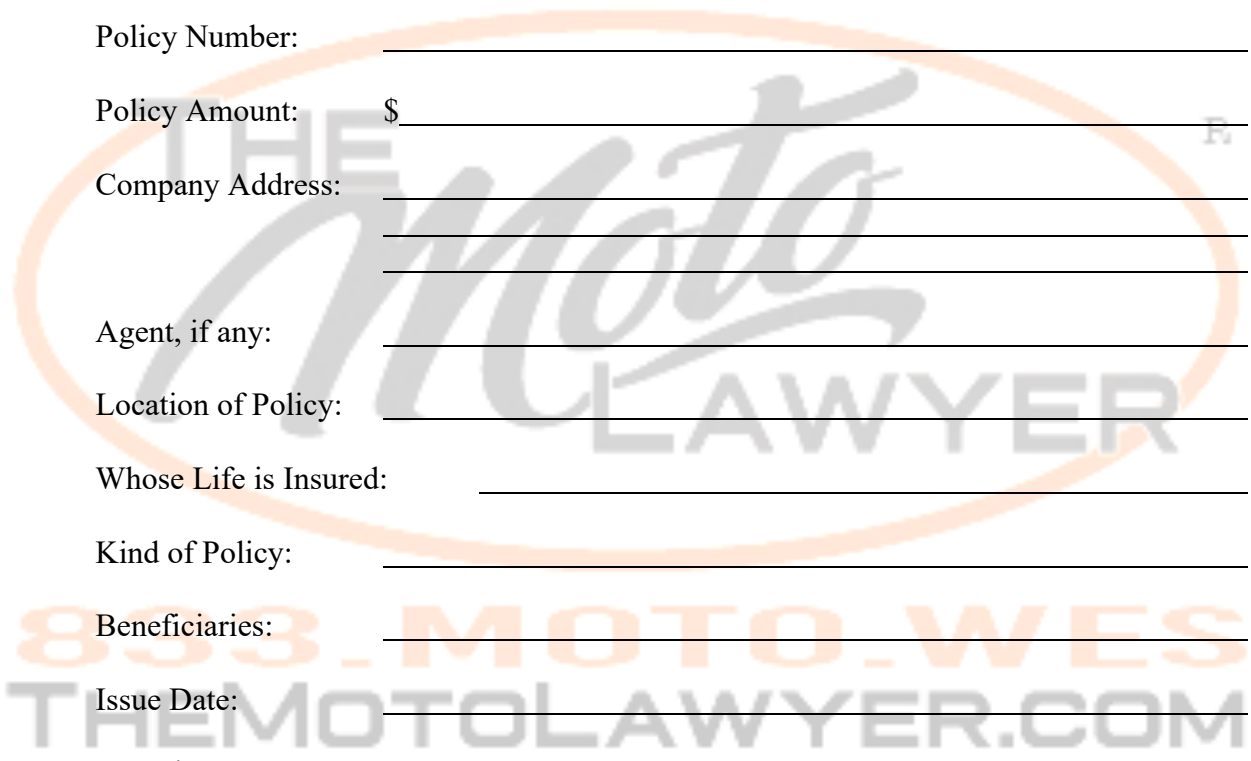 Policy Number:
Policy Amount: $
THE
R
Company Address:
Moto
Agent, if any:
LAWYER
Location of Policy:
Whose Life is Insured:
Kind of Policy:
833.MOTO.WES
Beneficiaries:
Issue Date:
THEMOTOLAWYER.COM